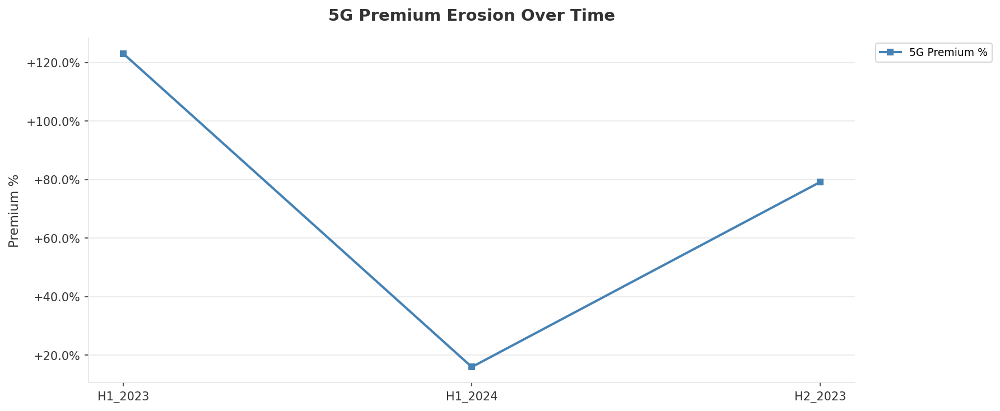 5G Premium Erosion Over Time
5G Premium %
+120.0%
+100.0%
+80.0%
+60.0%
+40.0%
+20.0%
Premium %
H1_2023
H1_2024
H2_2023